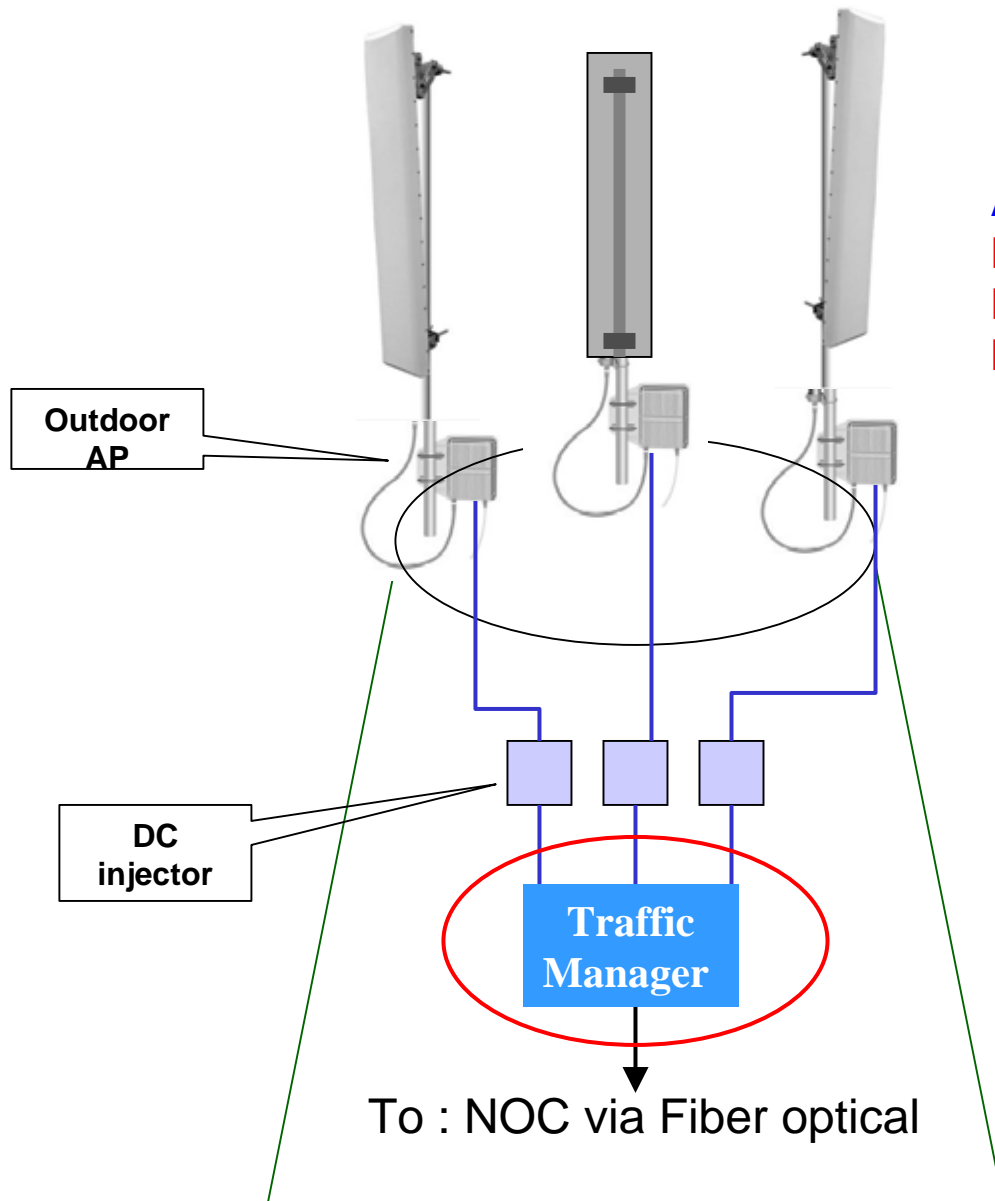 Outdoor
AP
DC
injector
Traffic
Manager
To : NOC via Fiber optical